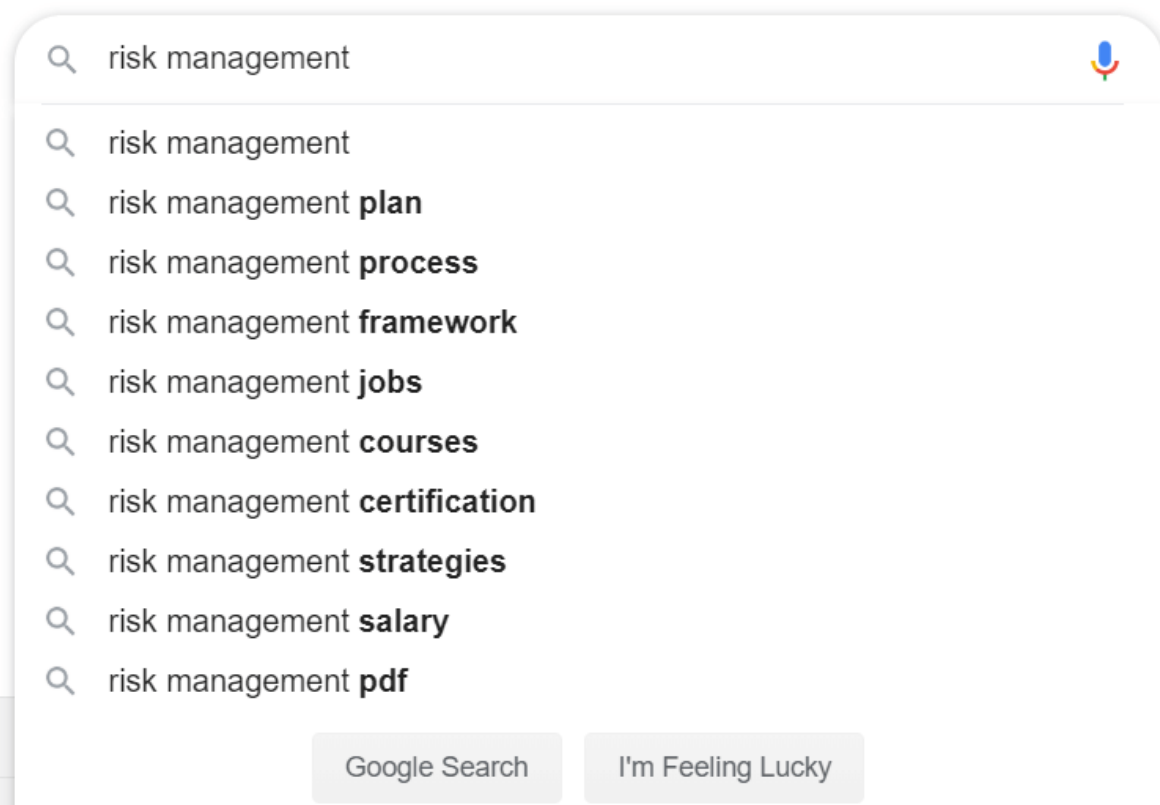 risk management
risk management
risk management plan
risk management process
risk management framework
risk management jobs
risk management courses
risk management certification
risk management strategies
risk management salary
risk management pdf
Google Search I'm Feeling Lucky